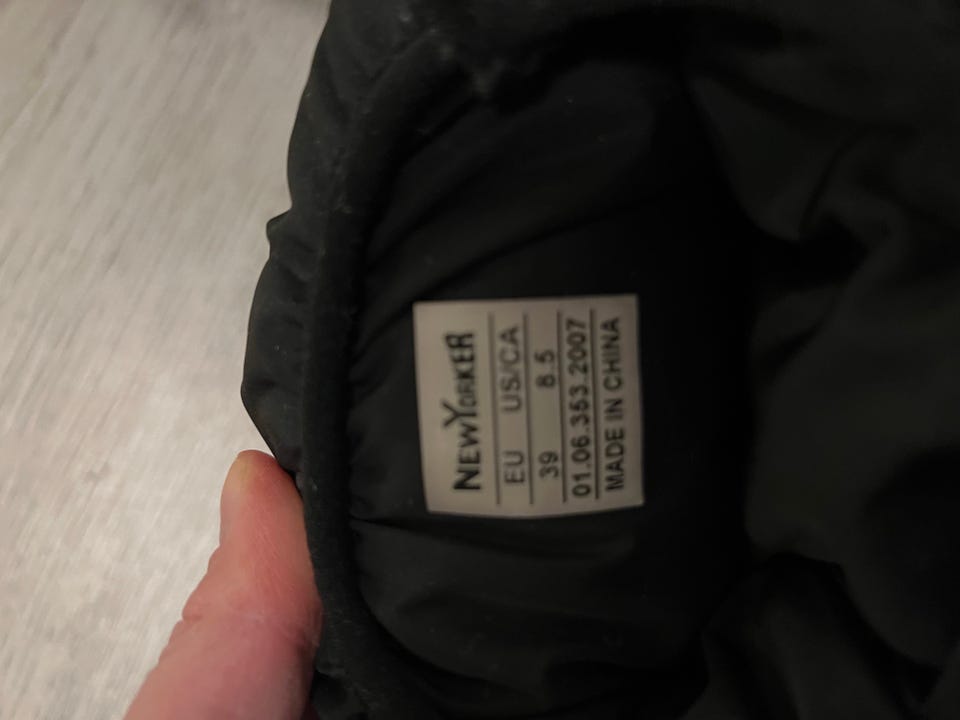 NEWYORKER
EU US/CA
39 8.5
01.06.353.2007
MADE IN CHINA